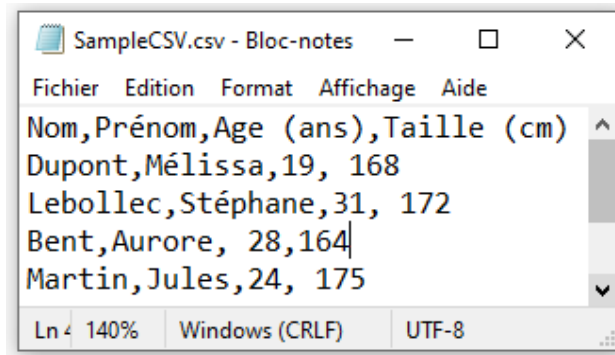 SampleCSV.csv - Bloc-notes
Fichier Edition Format Affichage Aide
Nom,Prénom,Age (ans),Taille (cm)
Dupont,Mélissa,19, 168
Lebollec,Stéphane,31, 172
Bent,Aurore, 28,164
Martin,Jules,24, 175
Ln 140% Windows (CRLF) UTF-8